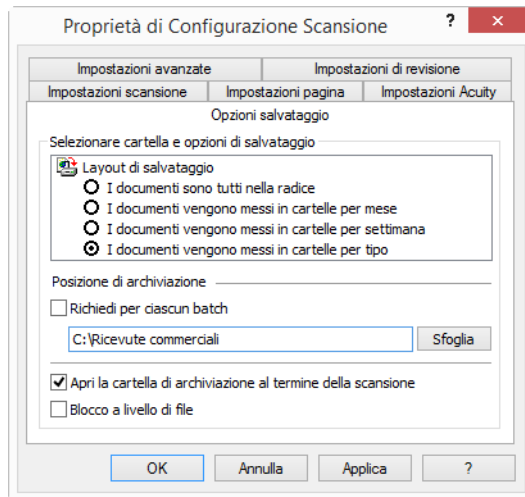 Proprietà di Configurazione Scansione ? ×
Impostazioni avanzate Impostazioni di revisione
Impostazioni scansione Impostazioni pagina Impostazioni Acuity
Opzioni salvataggio
Selezionare cartella e opzioni di salvataggio
Layout di salvataggio
I documenti sono tutti nella radice
I documenti vengono messi in cartelle per mese
I documenti vengono messi in cartelle per settimana
I documenti vengono messi in cartelle per tipo
Posizione di archiviazione
Richiedi per ciascun batch
C:\Ricevute commerciali Sfoglia
Apri la cartella di archiviazione al termine della scansione
Blocco a livello di file
OK Annulla Applica ?